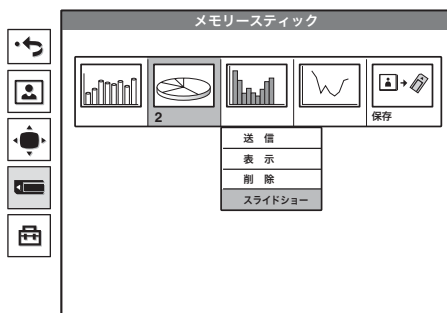 メモリースティック
2
保存
送 信
表 示
削 除
スライドショー